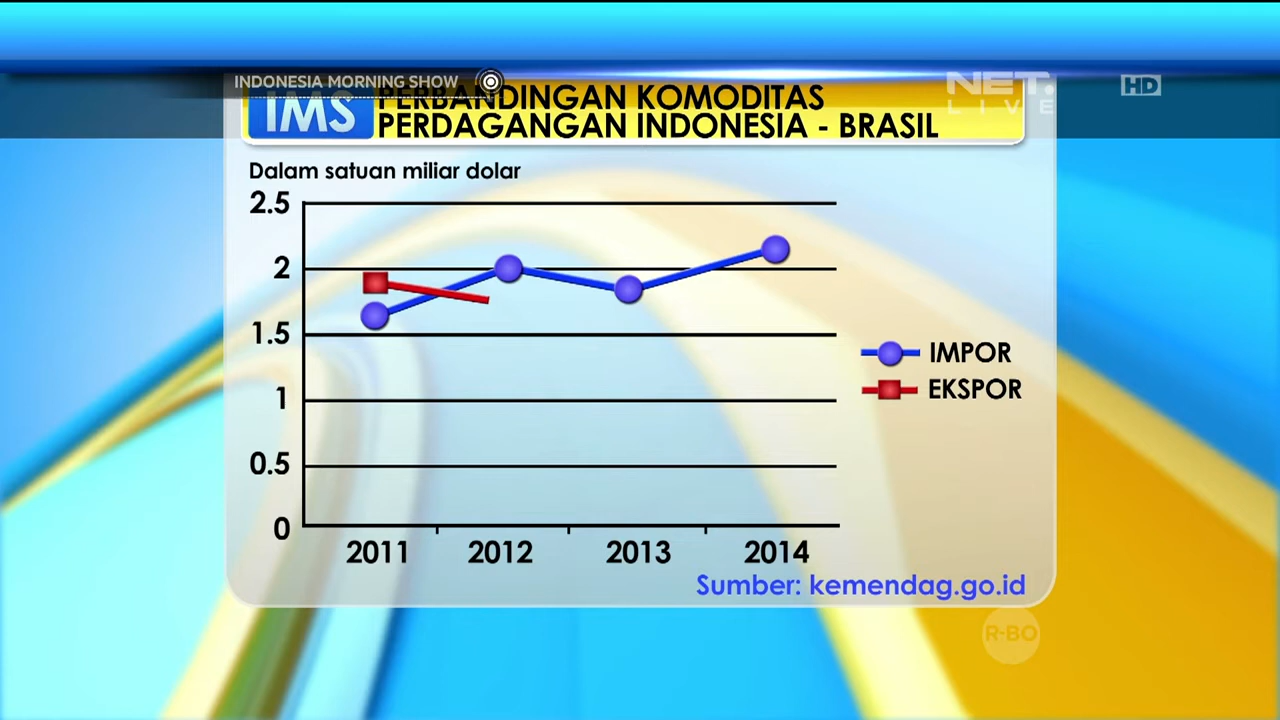 INDONESIA MORNING SHOW
NET.
LIVE
HD
IMS
PERBANDINGAN KOMODITAS
PERDAGANGAN INDONESIA - BRASIL
Dalam satuan miliar dolar
2.5
2
1.5
1
0.5
0
2011 2012 2013 2014
IMPOR
EKSPOR
Sumber: kemendag.go.id
R-BO